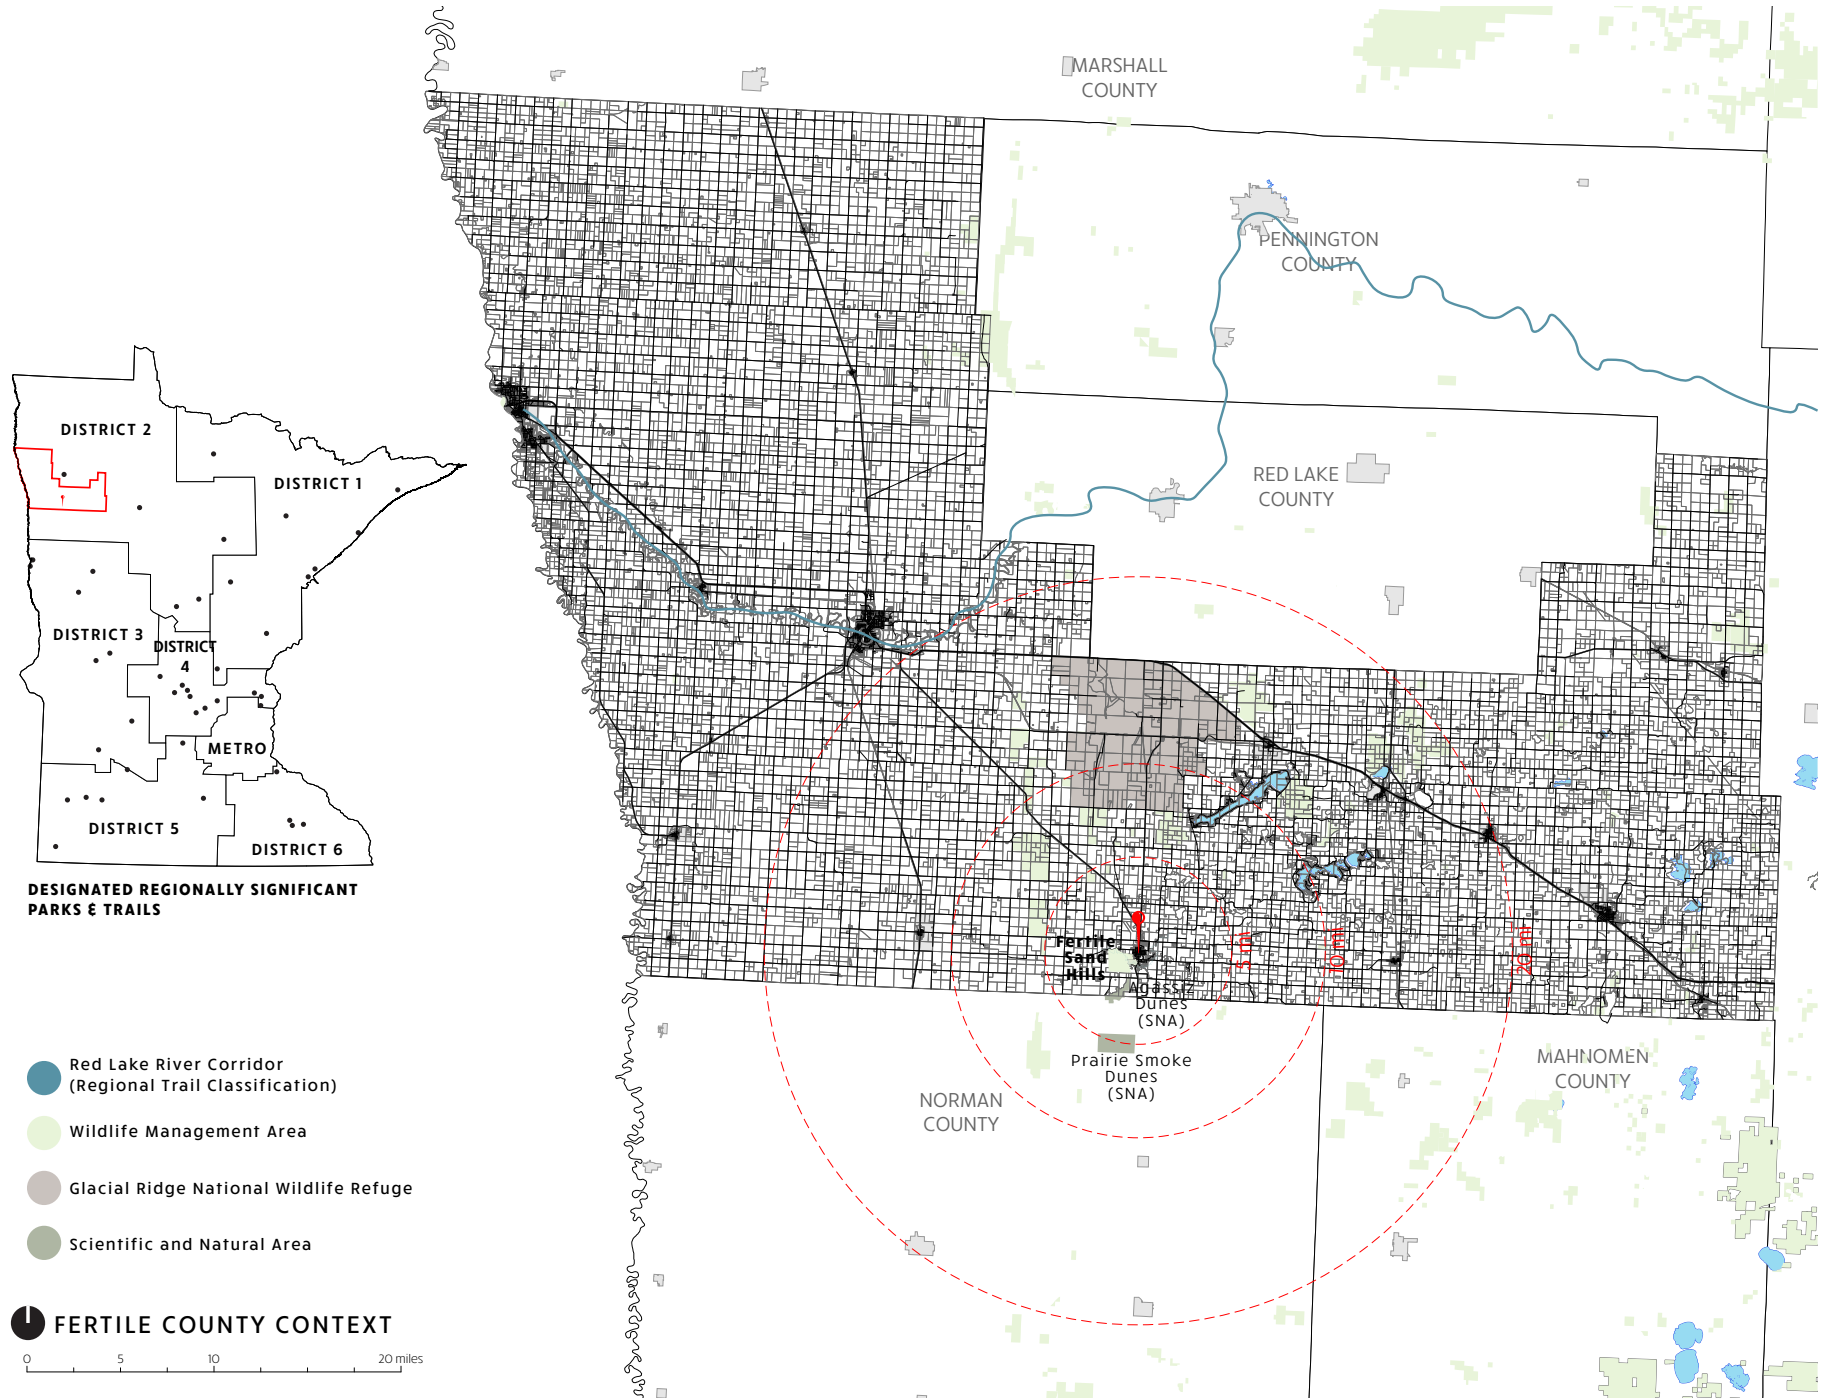 MARSHALL
COUNTY
PENNINGTON
COUNTY
RED LAKE
COUNTY
DISTRICT 2
DISTRICT 1
DISTRICT 3
DISTRICT
4
METRO
DISTRICT 5
DISTRICT 6
DESIGNATED REGIONALLY SIGNIFICANT
PARKS & TRAILS
Fertile
Sand
Hills
5 mi
10 mi
20 mi
Agassiz
Dunes
(SNA)
Prairie Smoke
Dunes
(SNA)
MAHNOMEN
COUNTY
NORMAN
COUNTY
Red Lake River Corridor
(Regional Trail Classification)
Wildlife Management Area
Glacial Ridge National Wildlife Refuge
Scientific and Natural Area
FERTILE COUNTY CONTEXT
0 5 10 20 miles